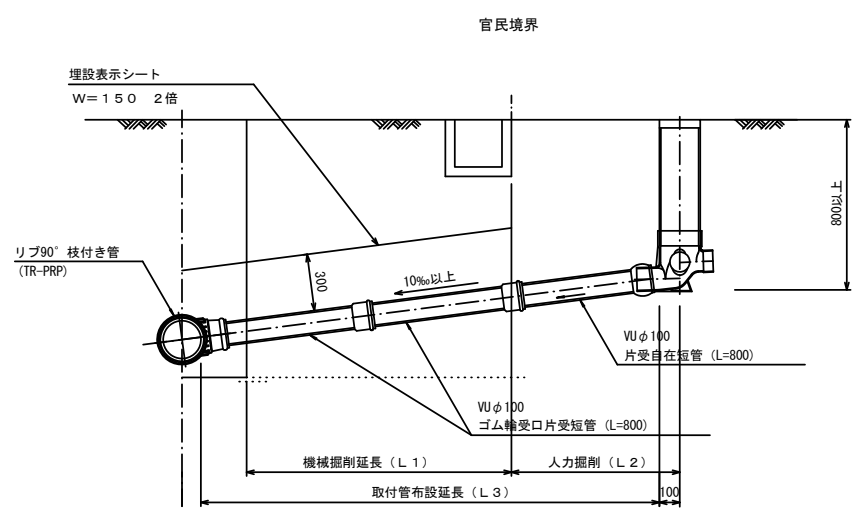 官民境界
埋設表示シート
W=150 2倍
800以上
リブ90°枝付き管
(TR-PRP)
300
10‰以上
VUφ100
片受自在短管 (L=800)
VUφ100
ゴム輪受口片受短管 (L=800)
機械掘削延長(L1)
人力掘削(L2)
取付管布設延長(L3)
100